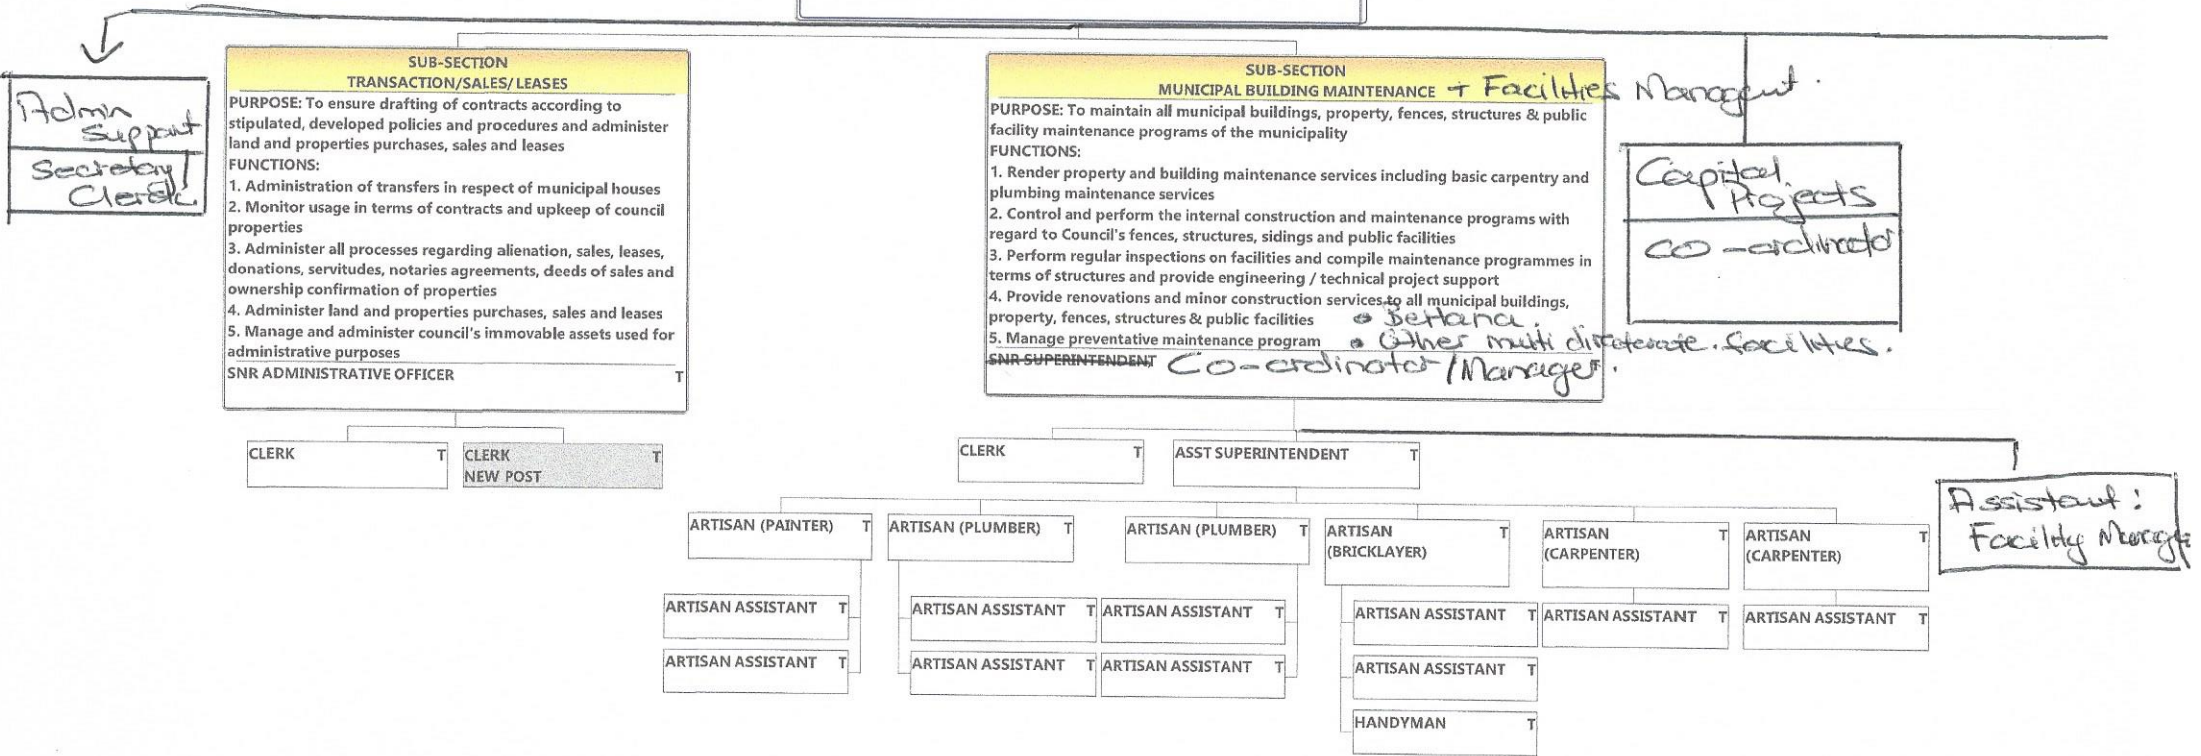 Admin
Support
Secretary/
Clerk
SUB-SECTION
TRANSACTION/SALES/ LEASES
PURPOSE: To ensure drafting of contracts according to
stipulated, developed policies and procedures and administer
land and properties purchases, sales and leases
FUNCTIONS:
1. Administration of transfers in respect of municipal houses
2. Monitor usage in terms of contracts and upkeep of council
properties
3. Administer all processes regarding alienation, sales, leases,
donations, servitudes, notaries agreements, deeds of sales and
ownership confirmation of properties
4. Administer land and properties purchases, sales and leases
5. Manage and administer council's immovable assets used for
administrative purposes
SNR ADMINISTRATIVE OFFICER T
CLERK T
CLERK T
NEW POST
SUB-SECTION
MUNICIPAL BUILDING MAINTENANCE + Facilities
PURPOSE: To maintain all municipal buildings, property, fences, structures & public
facility maintenance programs of the municipality
FUNCTIONS:
1. Render property and building maintenance services including basic carpentry and
plumbing maintenance services
2. Control and perform the internal construction and maintenance programs with
regard to Council's fences, structures, sidings and public facilities
3. Perform regular inspections on facilities and compile maintenance programmes in
terms of structures and provide engineering / technical project support
4. Provide renovations and minor construction services to all municipal buildings,
property, fences, structures & public facilities
5. Manage preventative maintenance program • Other multi facilities.
SNR SUPERINTENDENT Co-ordinator/Manager.
Capital
Projects
CLERK T
ASST SUPERINTENDENT T
Assistant:
Facility
ARTISAN (PAINTER) T
ARTISAN ASSISTANT T
ARTISAN ASSISTANT T
ARTISAN (PLUMBER) T
ARTISAN ASSISTANT T
ARTISAN ASSISTANT T
ARTISAN (PLUMBER) T
ARTISAN ASSISTANT T
ARTISAN ASSISTANT T
ARTISAN T
(BRICKLAYER)
ARTISAN ASSISTANT T
ARTISAN ASSISTANT T
HANDYMAN T
ARTISAN T
(CARPENTER)
ARTISAN ASSISTANT T
ARTISAN T
(CARPENTER)
ARTISAN ASSISTANT T